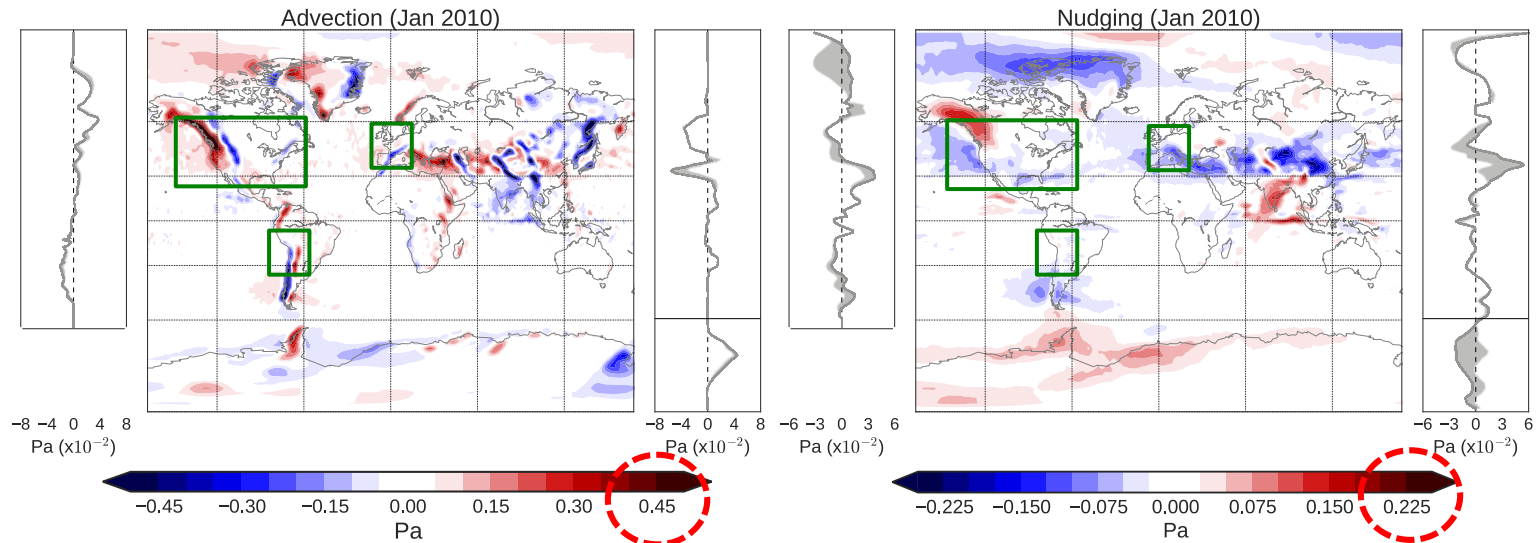 Advection (Jan 2010)
Nudging (Jan 2010)
−8 −4 0 4 8
Pa (x10⁻²)
−8 −4 0 4 8
Pa (x10⁻²)
−6 −3 0 3 6
Pa (x10⁻²)
−6 −3 0 3 6
Pa (x10⁻²)
−0.45 −0.30 −0.15 0.00 0.15 0.30 0.45
Pa
−0.225 −0.150 −0.075 0.000 0.075 0.150 0.225
Pa